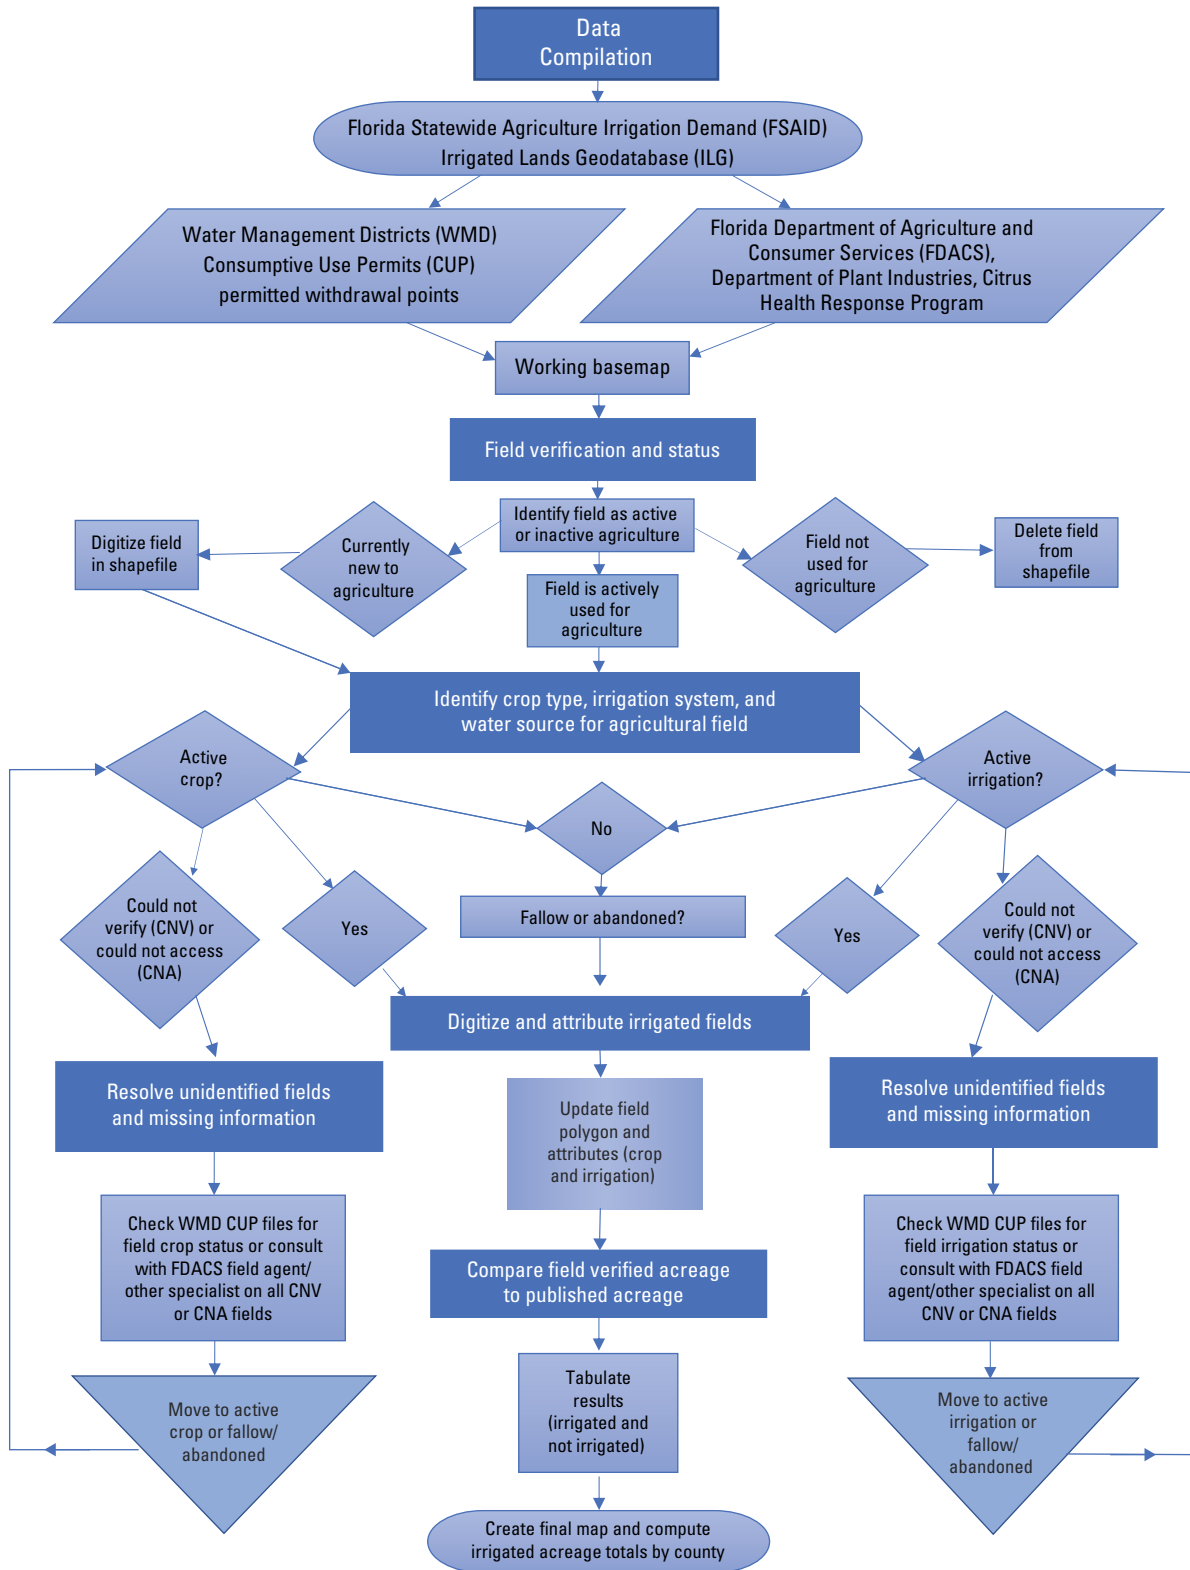 Data
Compilation
Florida Statewide Agriculture Irrigation Demand (FSAID)
Irrigated Lands Geodatabase (ILG)
Water Management Districts (WMD)
Consumptive Use Permits (CUP)
permitted withdrawal points
Florida Department of Agriculture and
Consumer Services (FDACS),
Department of Plant Industries, Citrus
Health Response Program
Working basemap
Field verification and status
Identify field as active
or inactive agriculture
Digitize field
in shapefile
Currently
new to
agriculture
Field is actively
used for
agriculture
Field not
used for
agriculture
Delete field
from
shapefile
Identify crop type, irrigation system, and
water source for agricultural field
Active
crop?
No
Active
irrigation?
Could not
verify (CNV) or
could not access
(CNA)
Yes
Fallow or abandoned?
Yes
Could not
verify (CNV) or
could not access
(CNA)
Digitize and attribute irrigated fields
Resolve unidentified fields
and missing information
Update field
polygon and
attributes (crop
and irrigation)
Resolve unidentified fields
and missing information
Check WMD CUP files for
field crop status or consult
with FDACS field agent/
other specialist on all CNV
or CNA fields
Compare field verified acreage
to published acreage
Check WMD CUP files for
field irrigation status or
consult with FDACS field
agent/other specialist on all
CNV or CNA fields
Move to active
crop or fallow/
abandoned
Tabulate
results
(irrigated and
not irrigated)
Move to active
irrigation or
fallow/
abandoned
Create final map and compute
irrigated acreage totals by county